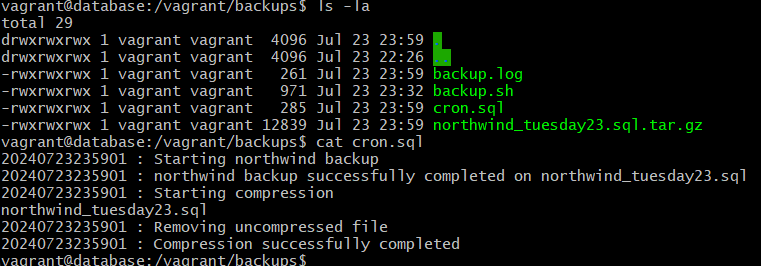 vagrant@database:/vagrant/backups$ ls -la
total 29
drwxrwxrwx 1 vagrant vagrant  4096 Jul 23 23:59 .
drwxrwxrwx 1 vagrant vagrant  4096 Jul 23 22:26 ..
-rwxrwxrwx 1 vagrant vagrant   261 Jul 23 23:59 backup.log
-rwxrwxrwx 1 vagrant vagrant   971 Jul 23 23:32 backup.sh
-rwxrwxrwx 1 vagrant vagrant   285 Jul 23 23:59 cron.sql
-rwxrwxrwx 1 vagrant vagrant 12839 Jul 23 23:59 northwind_tuesday23.sql.tar.gz
vagrant@database:/vagrant/backups$ cat cron.sql
20240723235901 : Starting northwind backup
20240723235901 : northwind backup successfully completed on northwind_tuesday23.sql
20240723235901 : Starting compression
northwind_tuesday23.sql
20240723235901 : Removing uncompressed file
20240723235901 : Compression successfully completed
vagrant@database:/vagrant/backups$